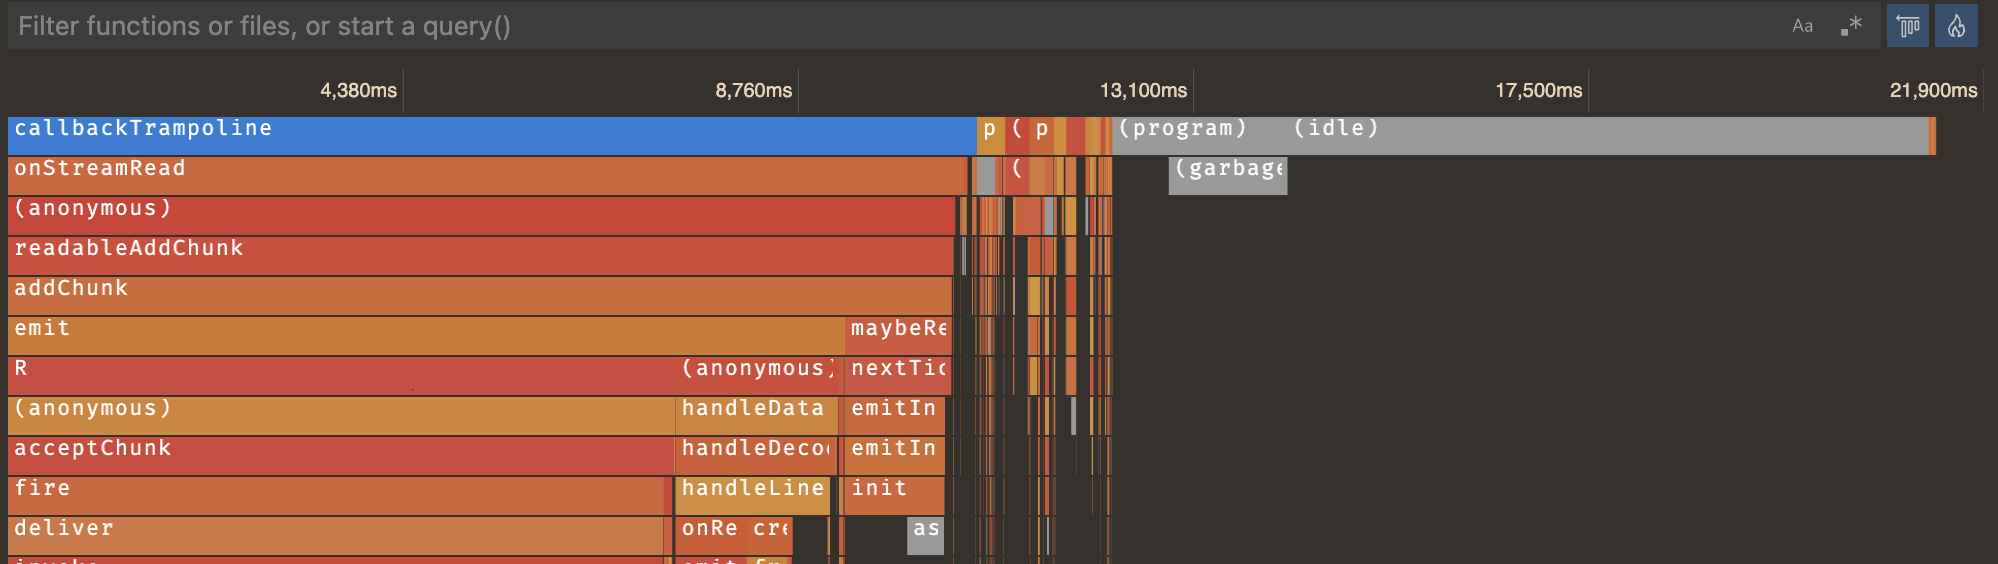 Filter functions or files, or start a query() Aa .*
4,380ms 8,760ms 13,100ms 17,500ms 21,900ms
callbackTrampoline p ( p (program) (idle)
onStreamRead ( (garbage
(anonymous)
readableAddChunk
addChunk
emit maybeRe
R (anonymous) nextTic
(anonymous) handleData emitIn
acceptChunk handleDeco emitIn
fire handleLine init
deliver onRe cre as